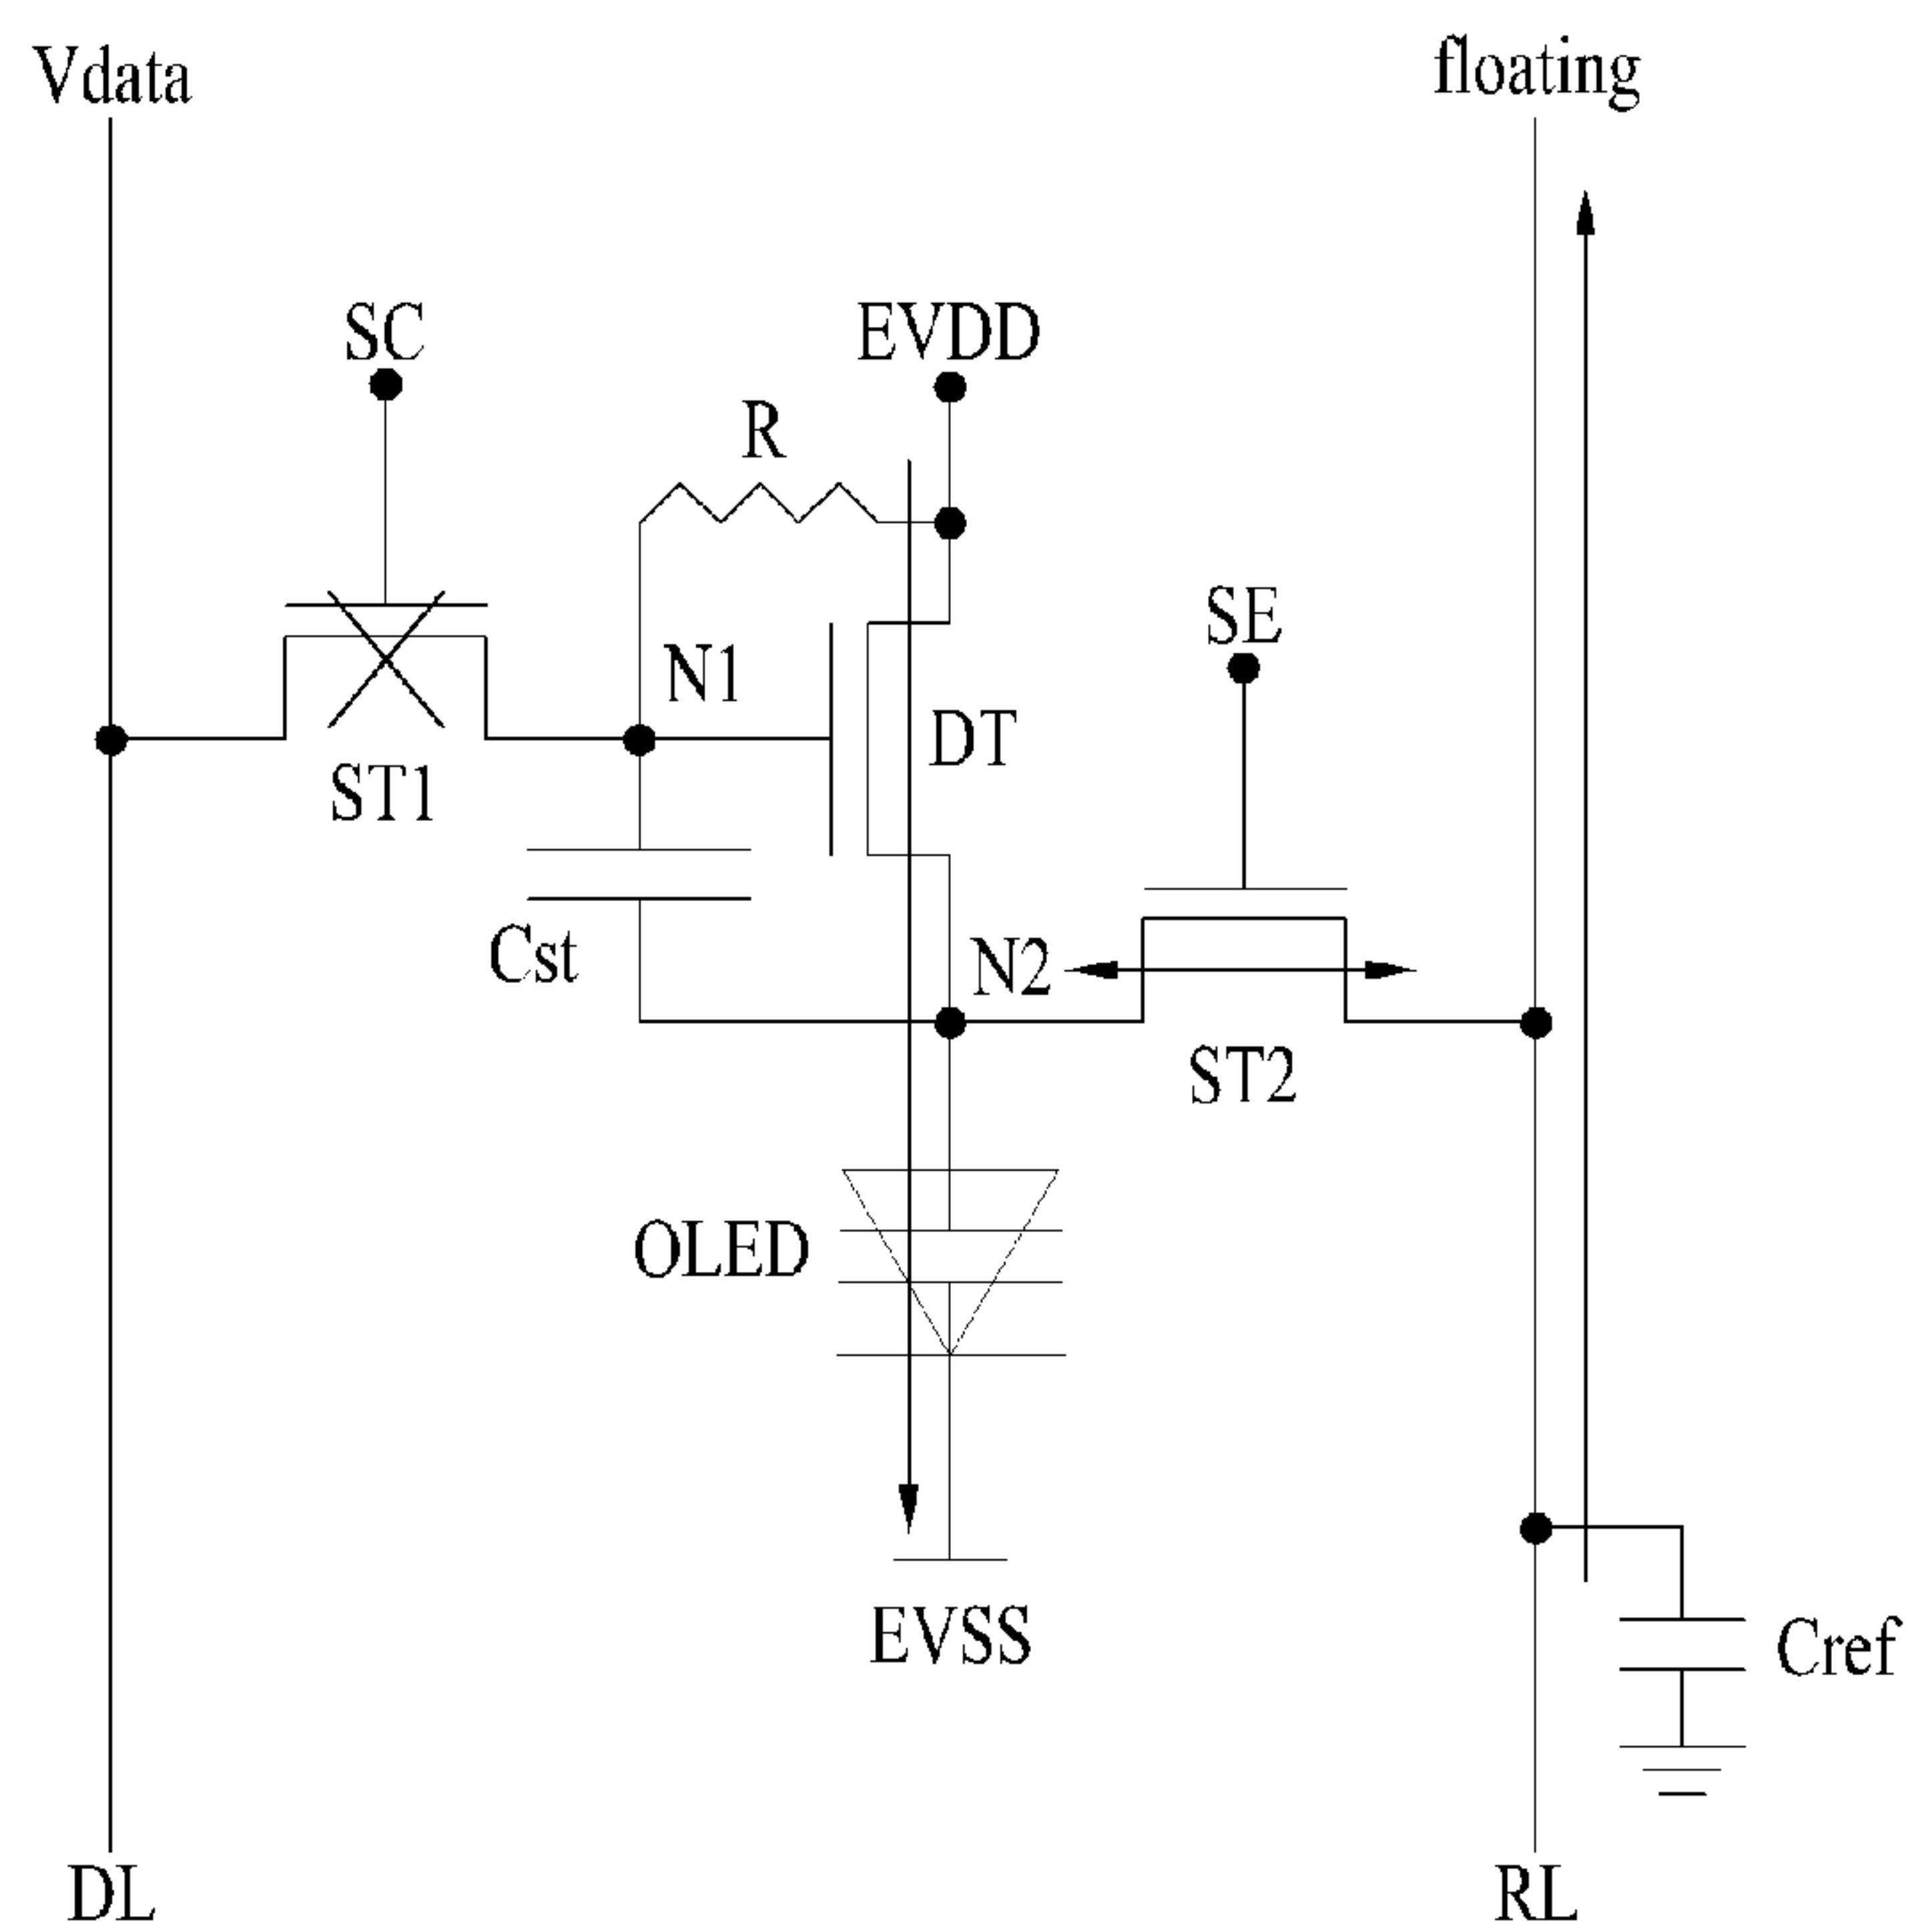 Vdata
floating
SC
EVDD
R
SE
N1
DT
ST1
Cst
N2
ST2
OLED
EVSS
Cref
DL
RL